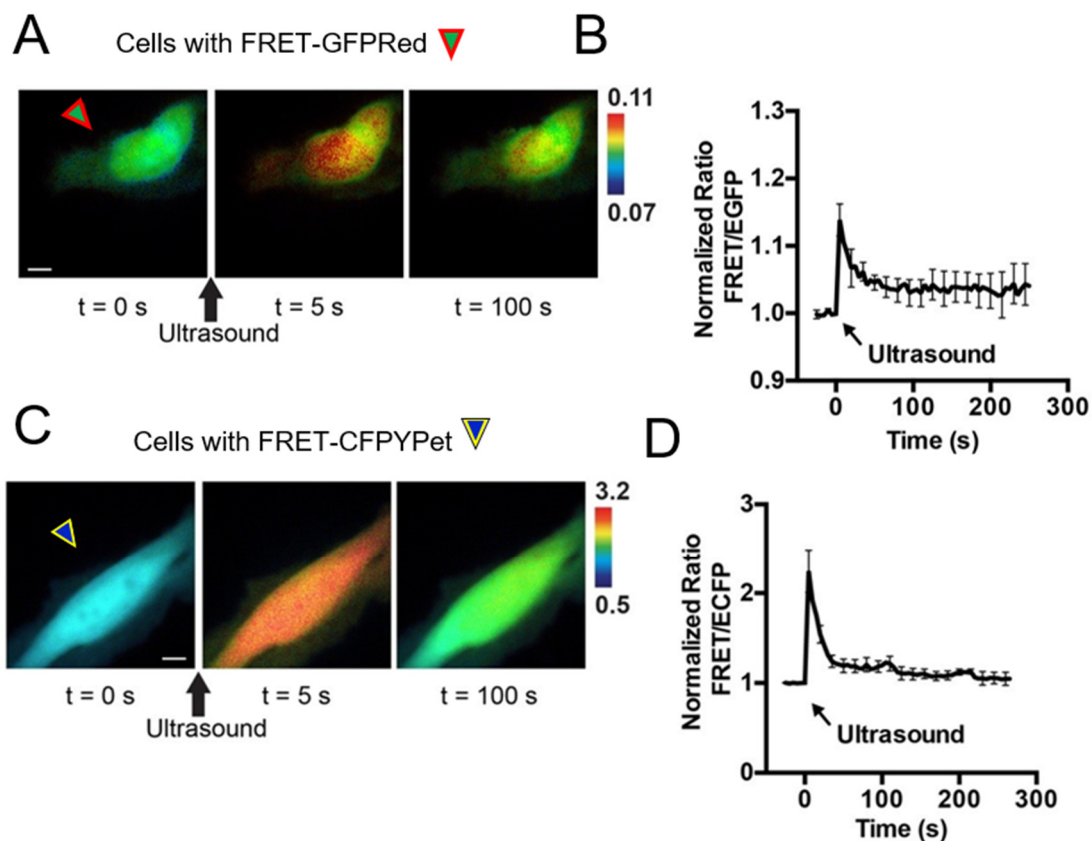 A
Cells with FRET-GFPRed
0.11
0.07
t = 0 s
t = 5 s
t = 100 s
Ultrasound
B
Normalized Ratio
FRET/EGFP
1.3
1.2
1.1
1.0
0.9
Ultrasound
0
100
200
300
Time (s)
C
Cells with FRET-CFPYPet
3.2
0.5
t = 0 s
t = 5 s
t = 100 s
Ultrasound
D
Normalized Ratio
FRET/ECFP
3
2
1
0
Ultrasound
0
100
200
300
Time (s)